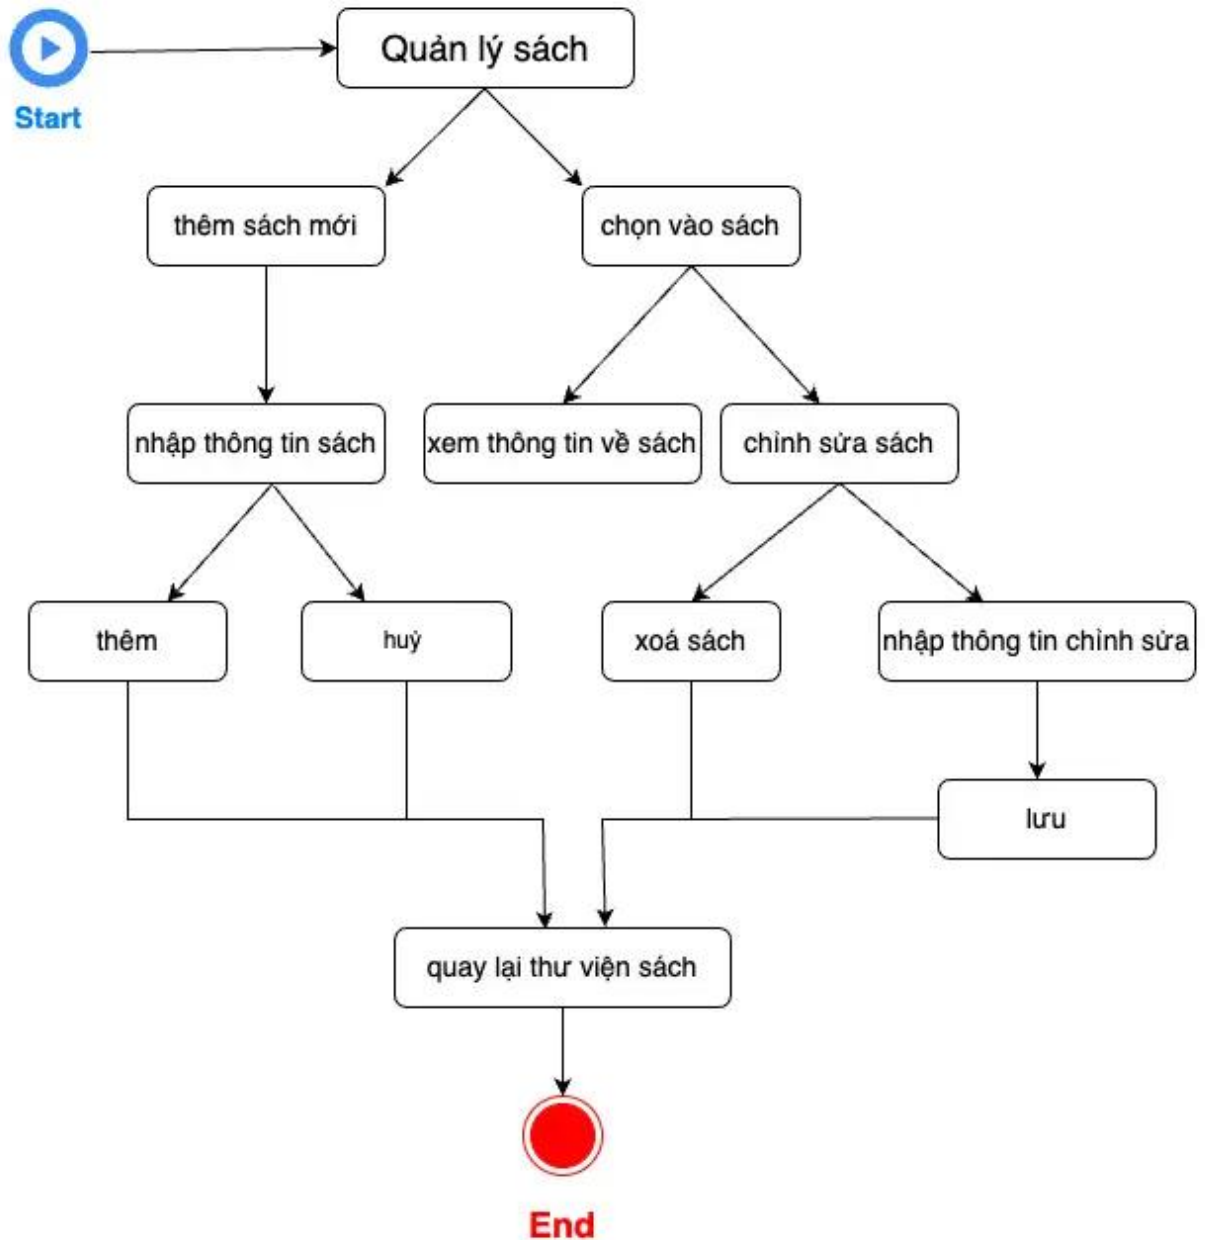 Quản lý sách
Start
thêm sách mới
chọn vào sách
nhập thông tin sách
xem thông tin về sách
chỉnh sửa sách
thêm
huỷ
xoá sách
nhập thông tin chỉnh sửa
lưu
quay lại thư viện sách
End